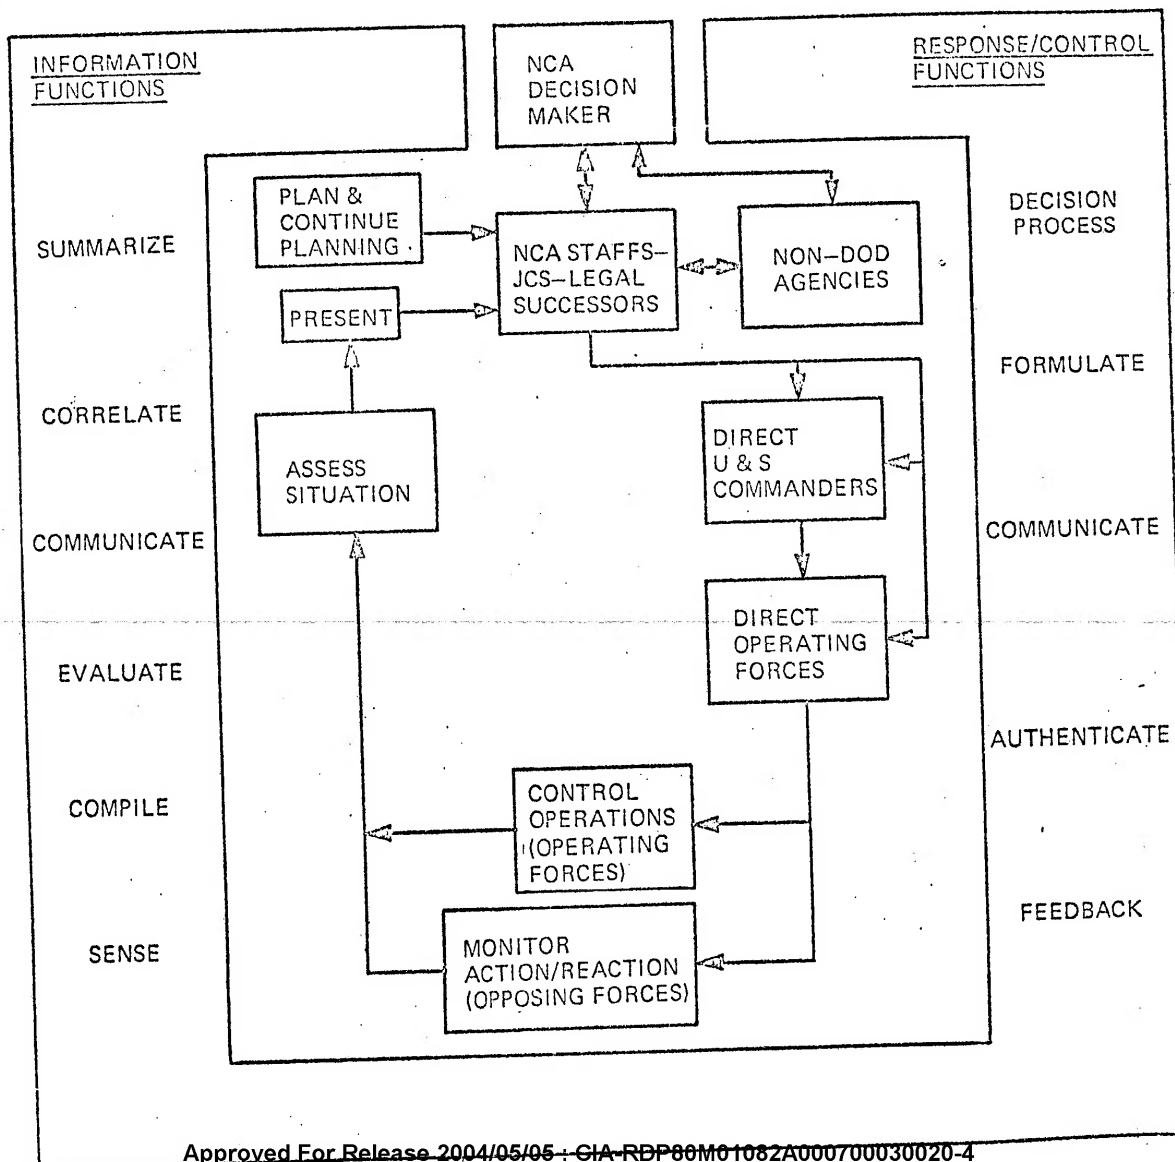 INFORMATION
FUNCTIONS
NCA
DECISION
MAKER
RESPONSE/CONTROL
FUNCTIONS
PLAN &
CONTINUE
PLANNING
SUMMARIZE
NCA STAFFS–
JCS–LEGAL
SUCCESSORS
NON–DOD
AGENCIES
DECISION
PROCESS
PRESENT
FORMULATE
CORRELATE
ASSESS
SITUATION
DIRECT
U & S
COMMANDERS
COMMUNICATE
COMMUNICATE
DIRECT
OPERATING
FORCES
EVALUATE
AUTHENTICATE
COMPILE
CONTROL
OPERATIONS
(OPERATING
FORCES)
SENSE
MONITOR
ACTION/REACTION
(OPPOSING FORCES)
FEEDBACK
Approved For Release 2004/05/05 : CIA-RDP80M01082A000700030020-4